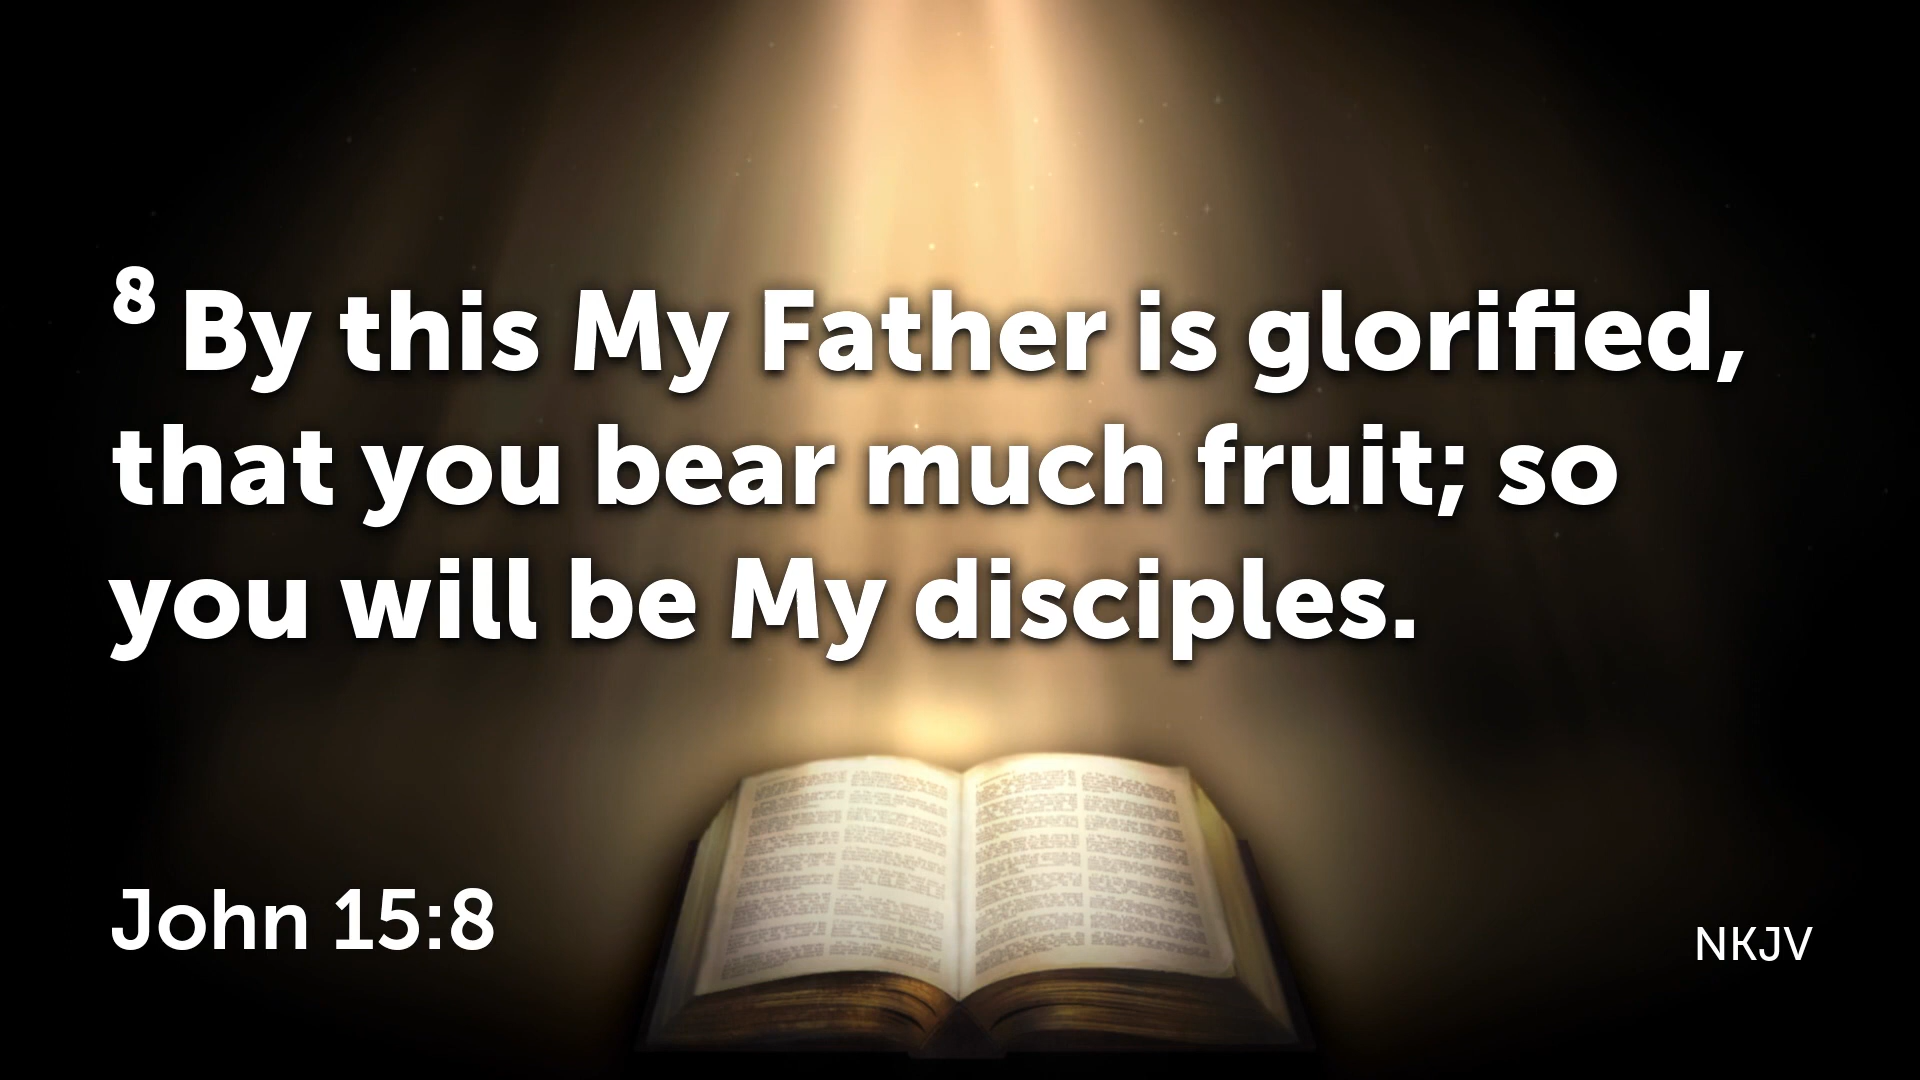 8 By this My Father is glorified,
that you bear much fruit; so
you will be My disciples.
John 15:8
NKJV